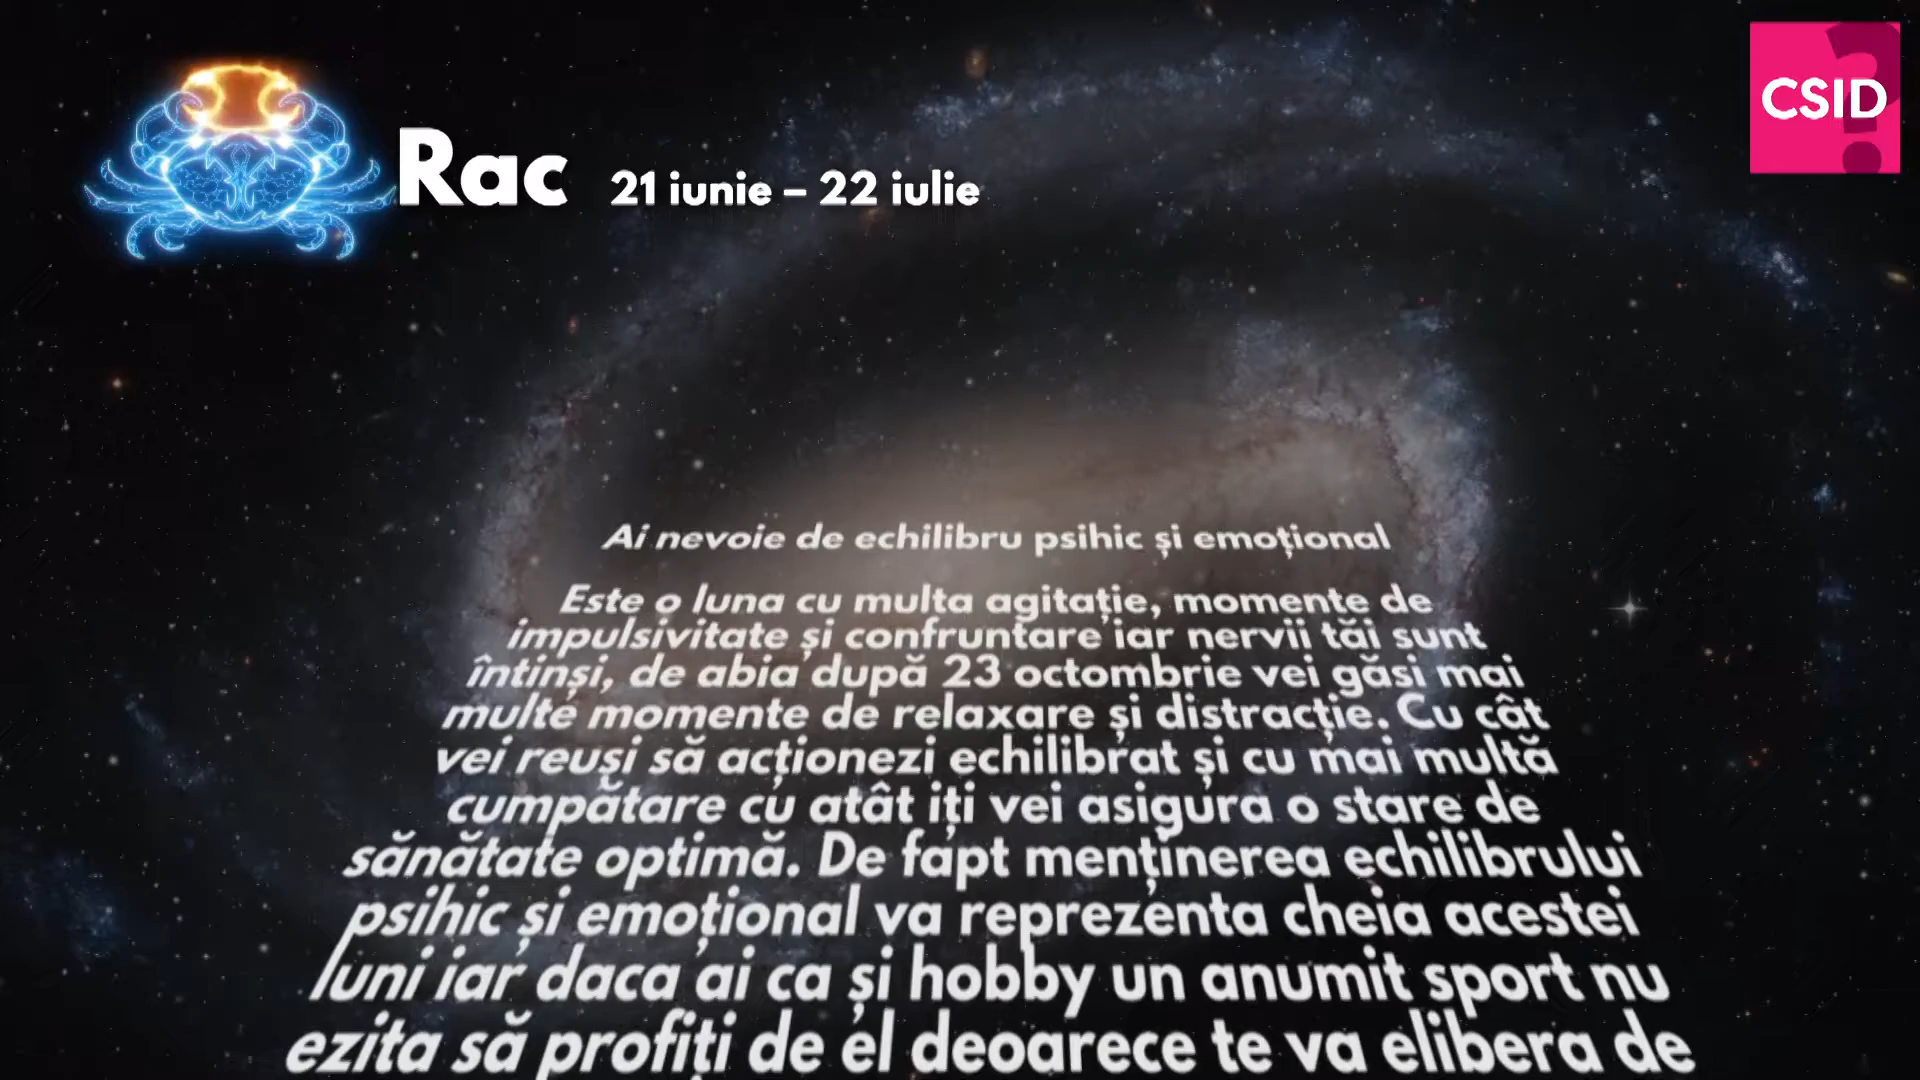 CSID
Rac 21 iunie – 22 iulie
Ai nevoie de echilibru psihic și emoțional
Este o luna cu multa agitație, momente de
impulsivitate și confruntare iar nervii tăi sunt
întinși, de abia după 23 octombrie vei găsi mai
multe momente de relaxare și distracție. Cu cât
vei reuși să acționezi echilibrat și cu mai multă
cumpătare cu atât iți vei asigura o stare de
sănătate optimă. De fapt menținerea echilibrului
psihic și emoțional va reprezenta cheia acestei
luni iar daca ai ca și hobby un anumit sport nu
ezita să profiți de el deoarece te va elibera de